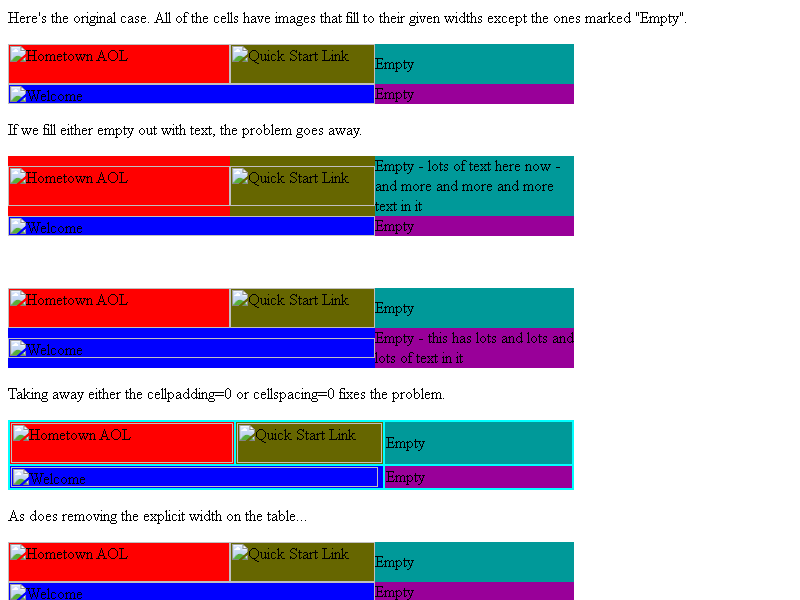 Here's the original case. All of the cells have images that fill to their given widths except the ones marked "Empty".
Hometown AOL Quick Start Link Empty
Welcome Empty
If we fill either empty out with text, the problem goes away.
Hometown AOL Quick Start Link Empty - lots of text here now -
and more and more and more
text in it
Welcome Empty
Hometown AOL Quick Start Link Empty
Welcome Empty - this has lots and lots and
lots of text in it
Taking away either the cellpadding=0 or cellspacing=0 fixes the problem.
Hometown AOL Quick Start Link Empty
Welcome Empty
As does removing the explicit width on the table...
Hometown AOL Quick Start Link Empty
Welcome Empty